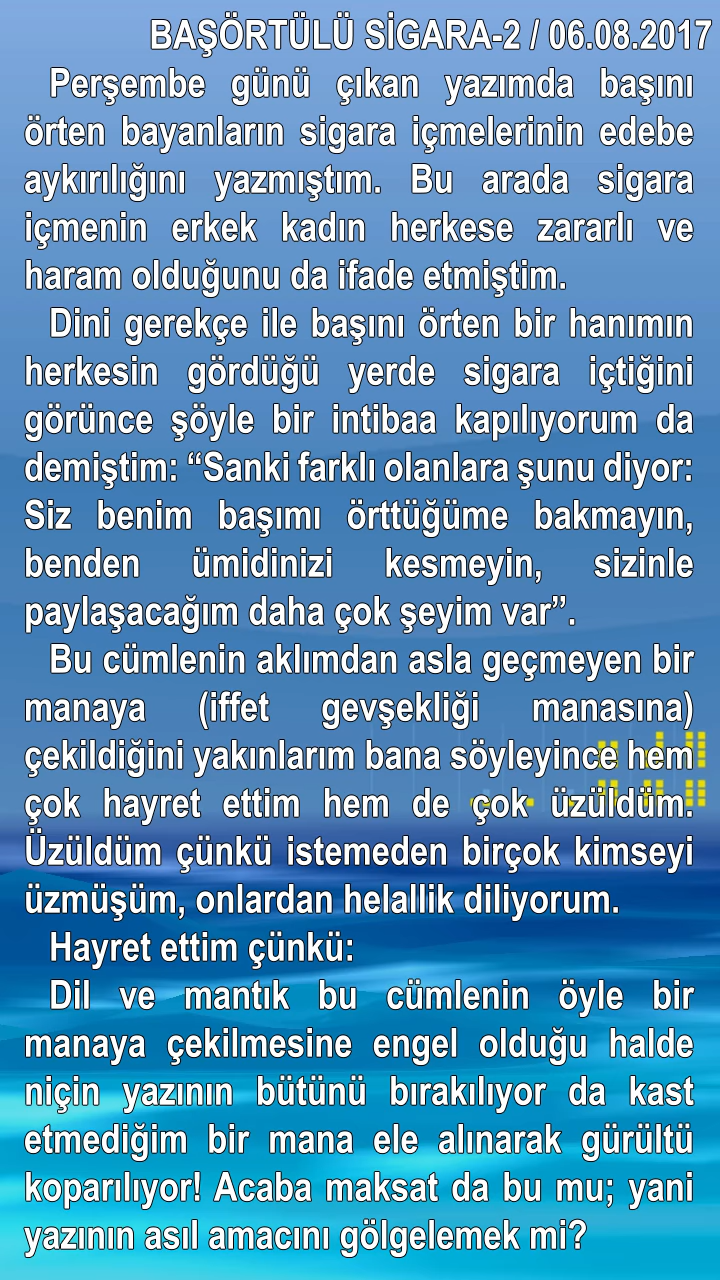 BAŞÖRTÜLÜ SİGARA-2 / 06.08.2017
Perşembe günü çıkan yazımda başını
örten bayanların sigara içmelerinin edebe
aykırılığını yazmıştım. Bu arada sigara
içmenin erkek kadın herkese zararlı ve
haram olduğunu da ifade etmiştim.
Dini gerekçe ile başını örten bir hanımın
herkesin gördüğü yerde sigara içtiğini
görünce şöyle bir intibaa kapılıyorum da
demiştim: “Sanki farklı olanlara şunu diyor:
Siz benim başımı örttüğüme bakmayın,
benden ümidinizi kesmeyin, sizinle
paylaşacağım daha çok şeyim var”.
Bu cümlenin aklımdan asla geçmeyen bir
manaya (iffet gevşekliği manasına)
çekildiğini yakınlarım bana söyleyince hem
çok hayret ettim hem de çok üzüldüm.
Üzüldüm çünkü istemeden birçok kimseyi
üzmüşüm, onlardan helallik diliyorum.
Hayret ettim çünkü:
Dil ve mantık bu cümlenin öyle bir
manaya çekilmesine engel olduğu halde
niçin yazının bütünü bırakılıyor da kast
etmediğim bir mana ele alınarak gürültü
koparılıyor! Acaba maksat da bu mu; yani
yazının asıl amacını gölgelemek mi?